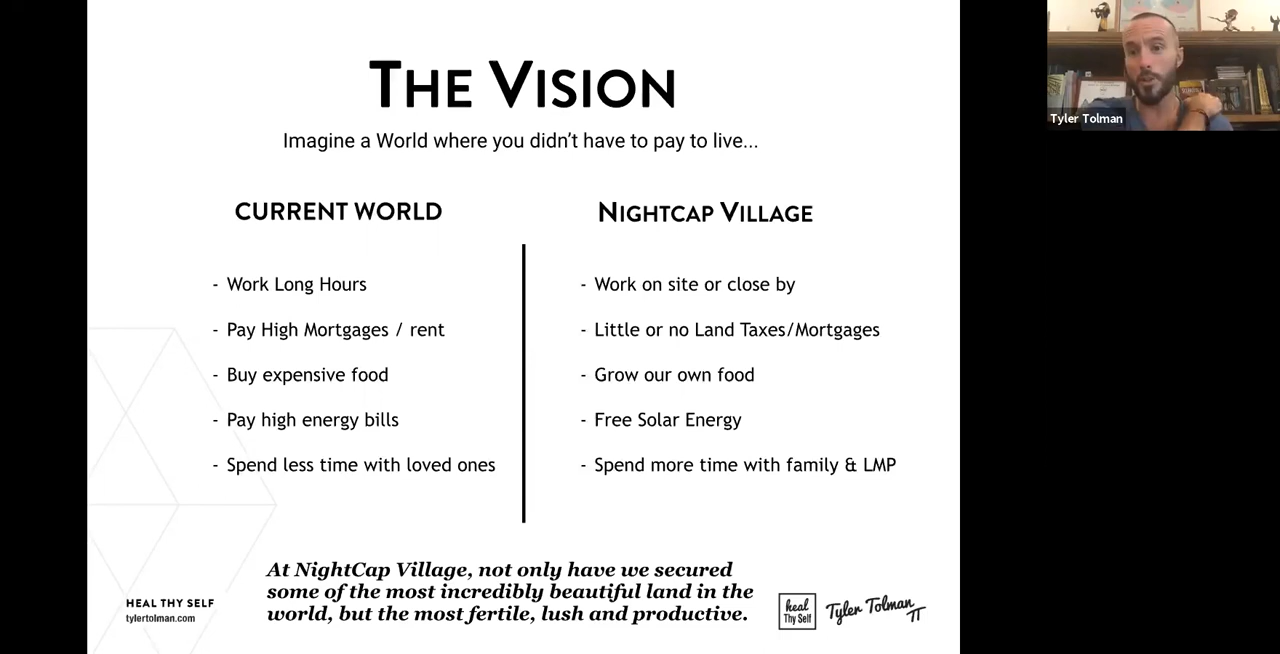 THE VISION
Imagine a World where you didn't have to pay to live...
CURRENT WORLD
- Work Long Hours
- Pay High Mortgages / rent
- Buy expensive food
- Pay high energy bills
- Spend less time with loved ones
NIGHTCAP VILLAGE
- Work on site or close by
- Little or no Land Taxes/Mortgages
- Grow our own food
- Free Solar Energy
- Spend more time with family & LMP
At NightCap Village, not only have we secured
some of the most incredibly beautiful land in the
world, but the most fertile, lush and productive.
HEAL THY SELF
tylertolman.com
heal
Thy Self
Tyler Tolman
TT
Tyler Tolman